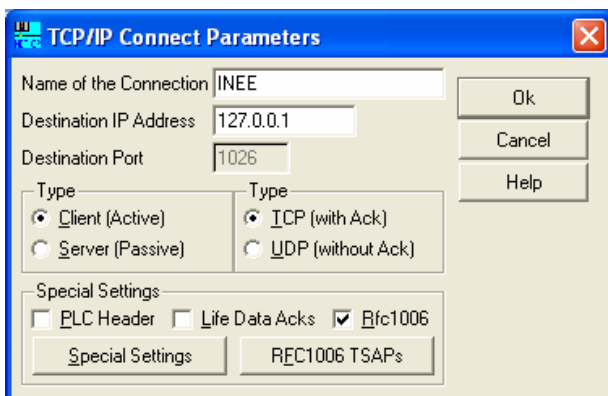 TCP/IP Connect Parameters
Name of the Connection INEE
Ok
Destination IP Address 127.0.0.1
Cancel
Destination Port 1026
Help
Type Type
Client (Active) TCP (with Ack)
Server (Passive) UDP (without Ack)
Special Settings
PLC Header Life Data Acks Rfc1006
Special Settings RFC1006 TSAPs